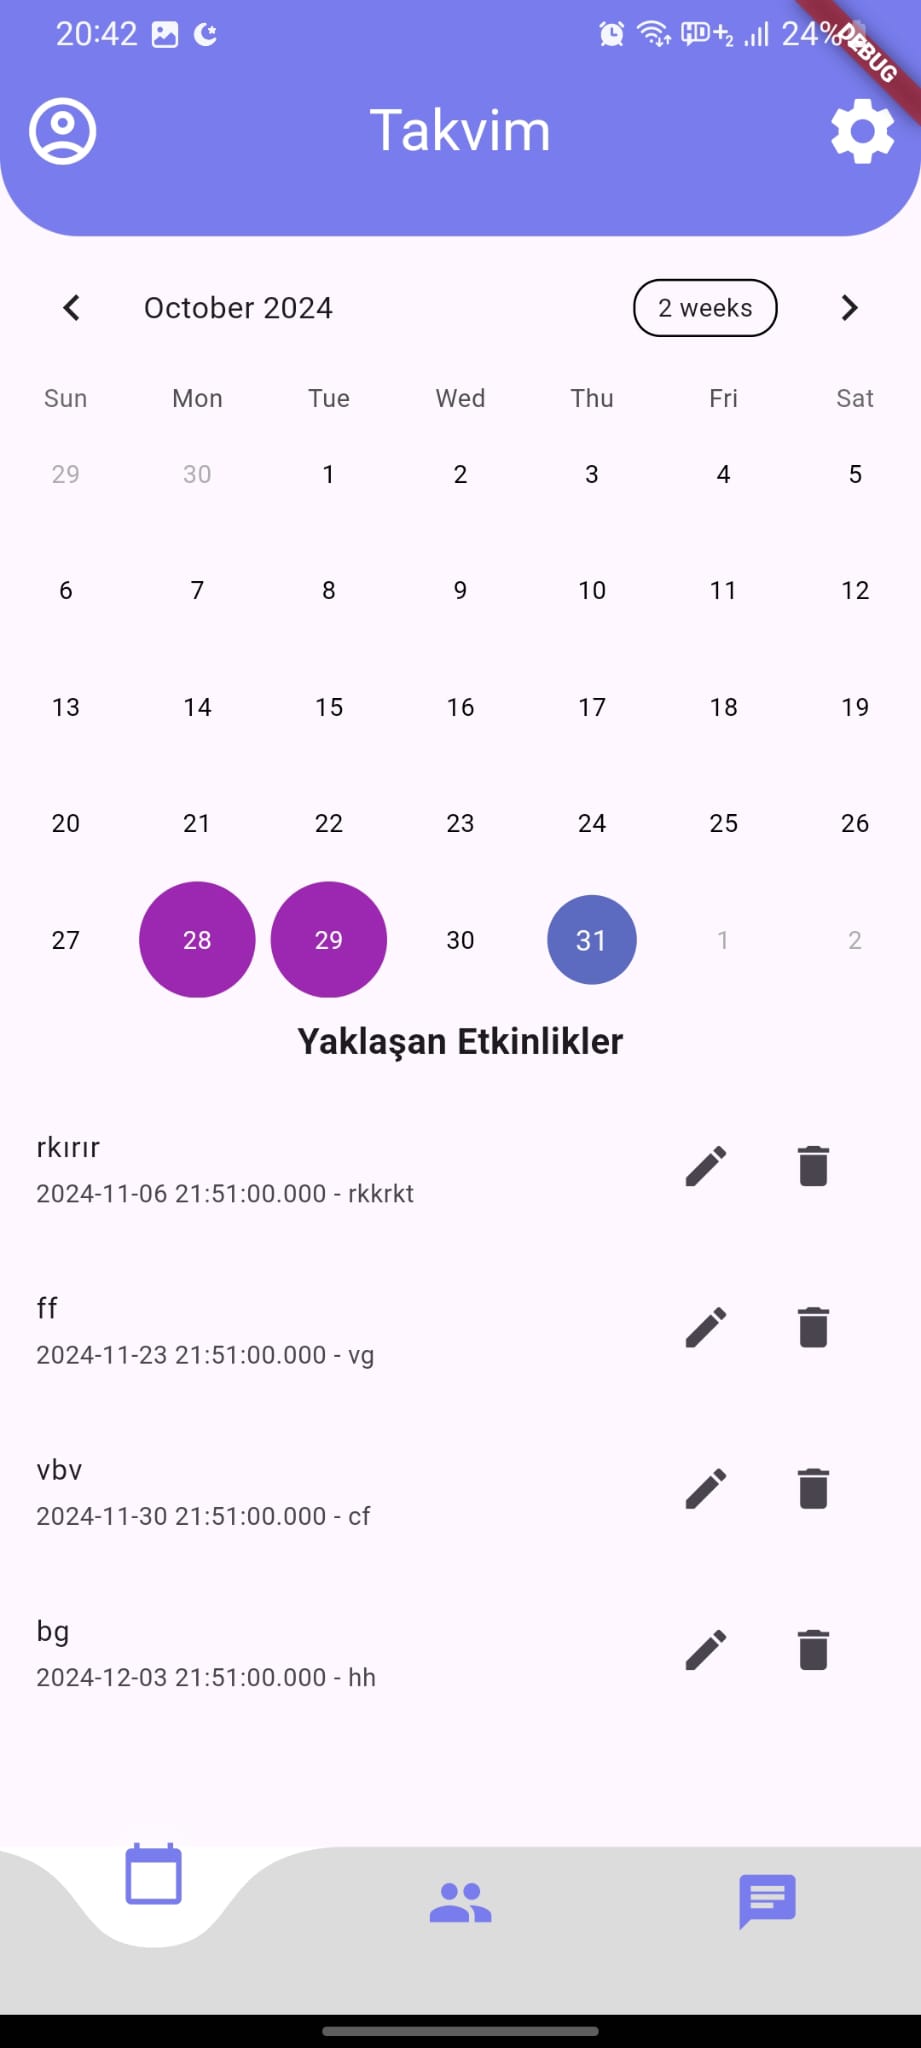 20:42 HD+2 24%
DEBUG
Takvim
October 2024 2 weeks
Sun Mon Tue Wed Thu Fri Sat
29 30 1 2 3 4 5
6 7 8 9 10 11 12
13 14 15 16 17 18 19
20 21 22 23 24 25 26
27 28 29 30 31 1 2
Yaklaşan Etkinlikler
rkırır
2024-11-06 21:51:00.000 - rkkrkt
ff
2024-11-23 21:51:00.000 - vg
vbv
2024-11-30 21:51:00.000 - cf
bg
2024-12-03 21:51:00.000 - hh